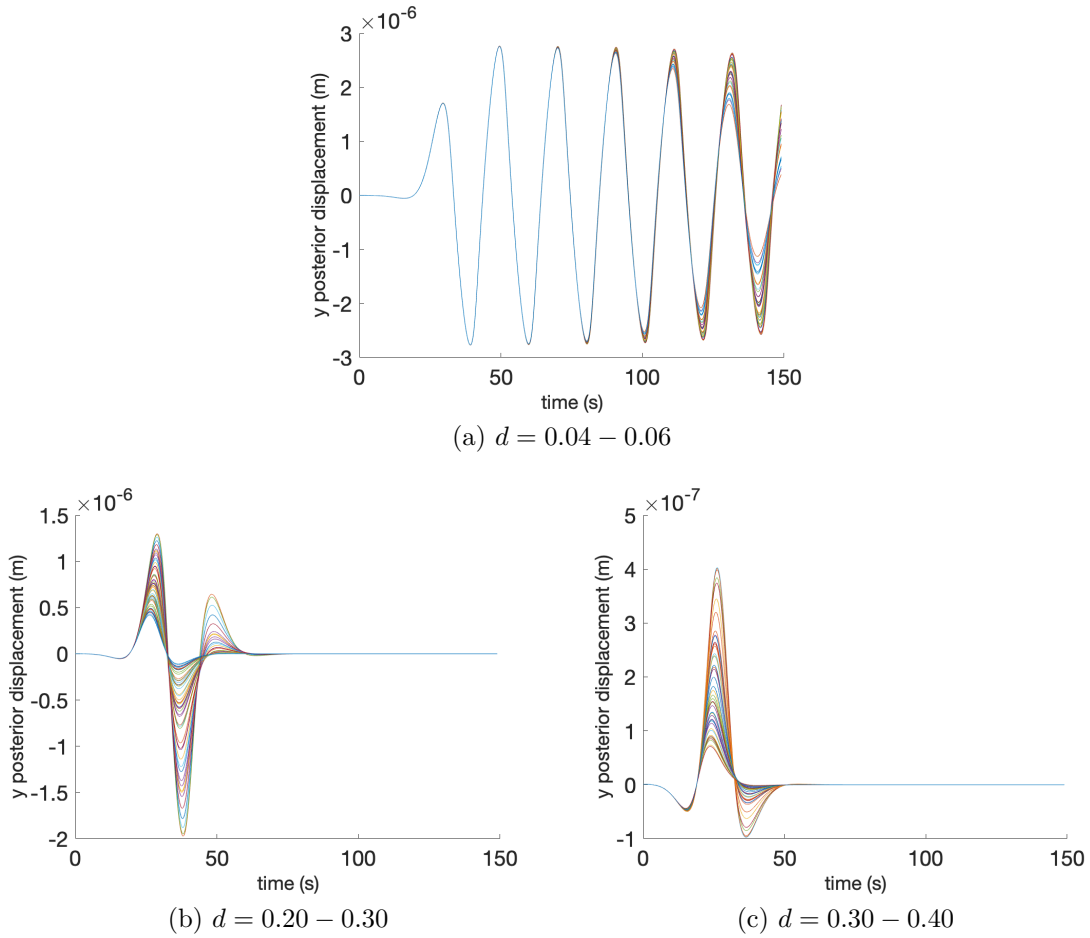 ×10-6
3
2
1
0
-1
-2
-3
y posterior displacement (m)
0 50 100 150
time (s)
(a) d = 0.04 − 0.06
×10-6
1.5
1
0.5
0
-0.5
-1
-1.5
-2
y posterior displacement (m)
0 50 100 150
time (s)
(b) d = 0.20 − 0.30
×10-7
5
4
3
2
1
0
-1
y posterior displacement (m)
0 50 100 150
time (s)
(c) d = 0.30 − 0.40